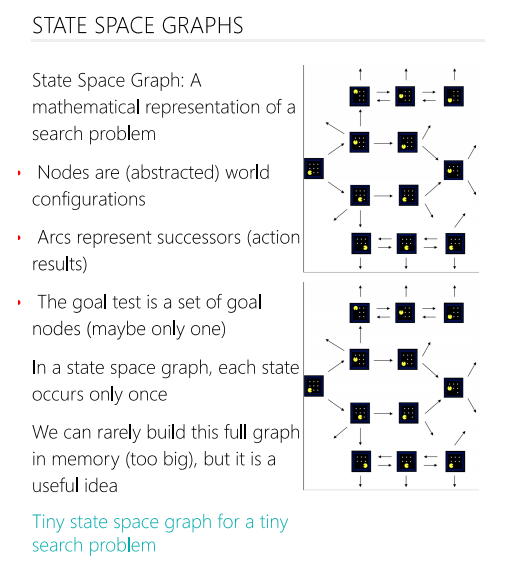 STATE SPACE GRAPHS
State Space Graph: A
mathematical representation of a
search problem
• Nodes are (abstracted) world
configurations
• Arcs represent successors (action
results)
• The goal test is a set of goal
nodes (maybe only one)
In a state space graph, each state
occurs only once
We can rarely build this full graph
in memory (too big), but it is a
useful idea
Tiny state space graph for a tiny
search problem